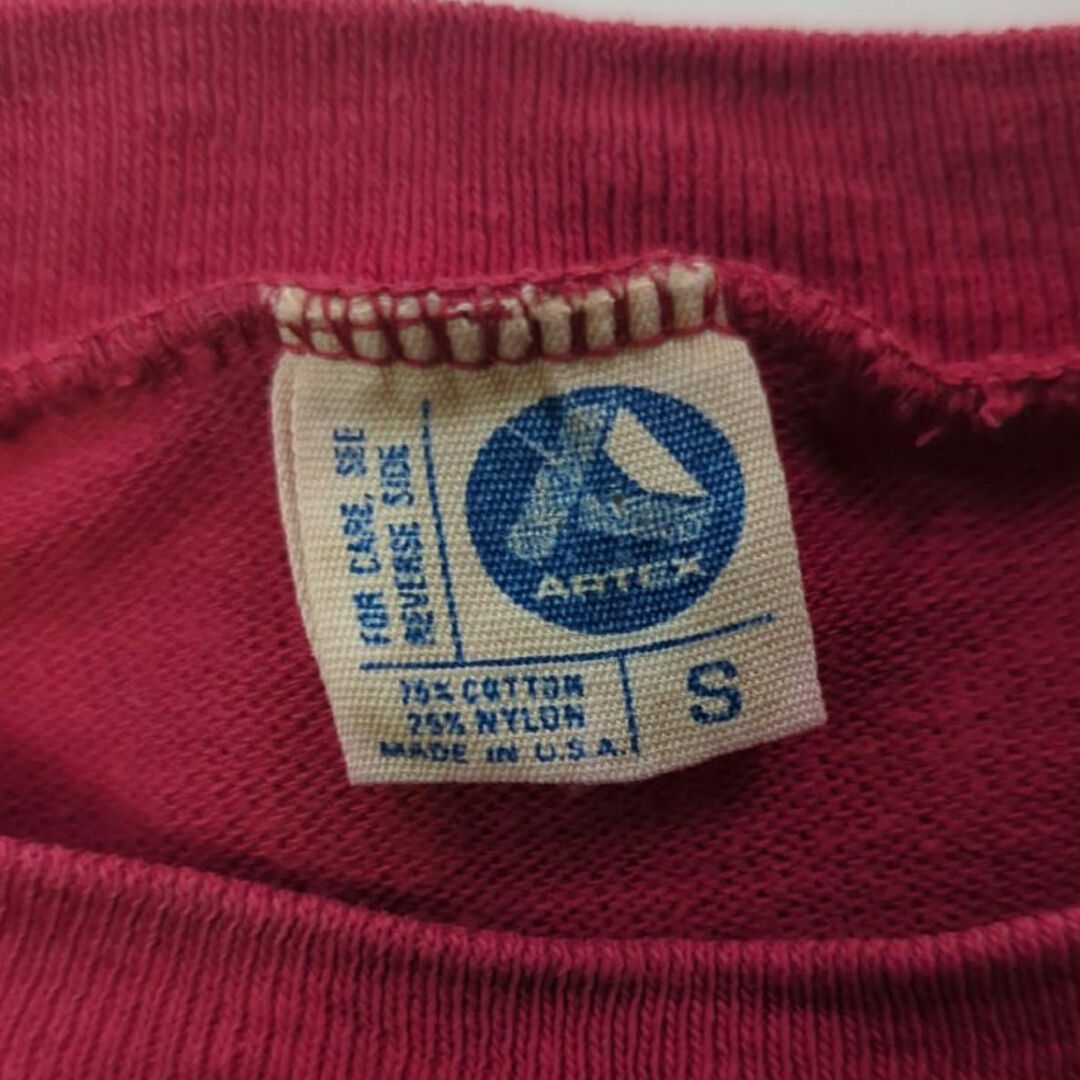 FOR CARE, SEE
REVERSE SIDE
ARTEX
75% COTTON
25% NYLON
MADE IN U.S.A.
S